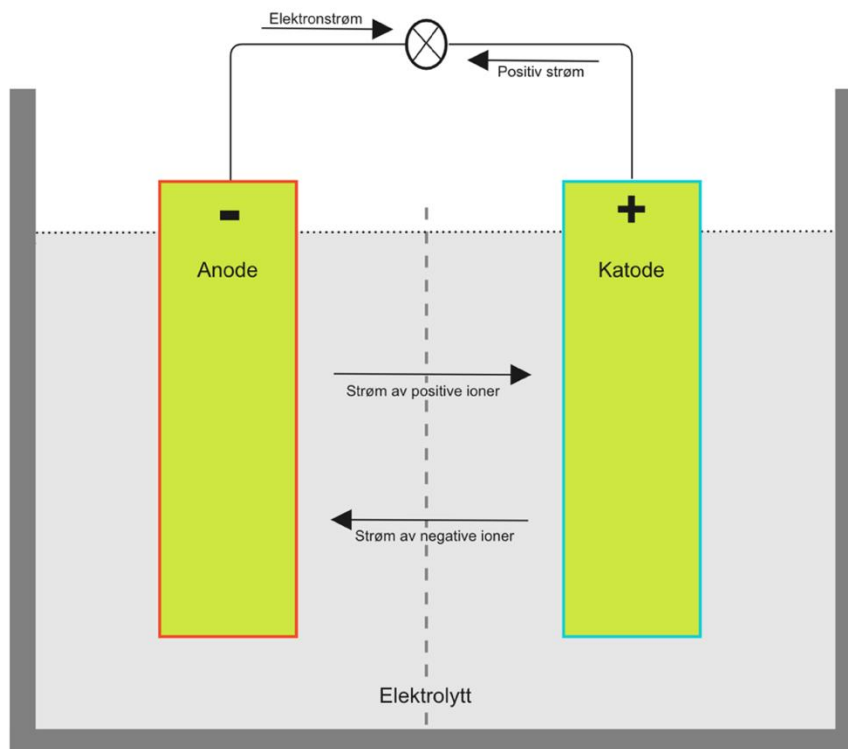 Elektronstrøm
Positiv strøm
-
+
Anode
Katode
Strøm av positive ioner
Strøm av negative ioner
Elektrolytt